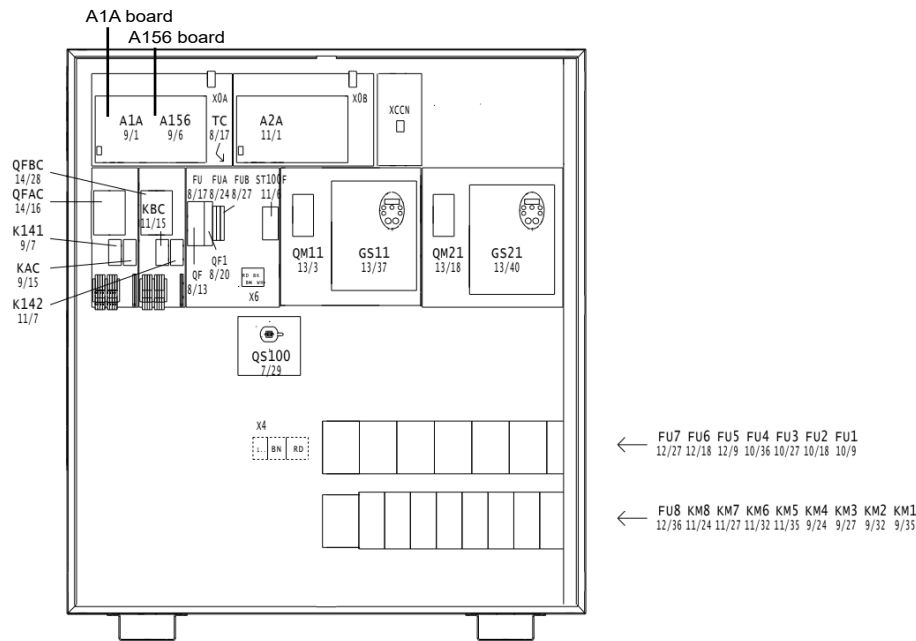 A1A board
A156 board
X0A
X0B
XCCN
A1A A156 TC A2A
9/1 9/6 8/17 11/1
QFBC
14/28
QFAC
14/16
KBC
11/15
K141
9/7
KAC
9/15
K142
11/7
FU FUA FUB ST100F
8/17 8/24 8/27 11/6
QF1
8/20
QF
8/13
X6
QM11 GS11 QM21 GS21
13/3 13/37 13/18 13/40
QS100
7/29
X4
BN RD
FU7 FU6 FU5 FU4 FU3 FU2 FU1
12/27 12/18 12/9 10/36 10/27 10/18 10/9
FU8 KM8 KM7 KM6 KM5 KM4 KM3 KM2 KM1
12/36 11/24 11/27 11/32 11/35 9/24 9/27 9/32 9/35